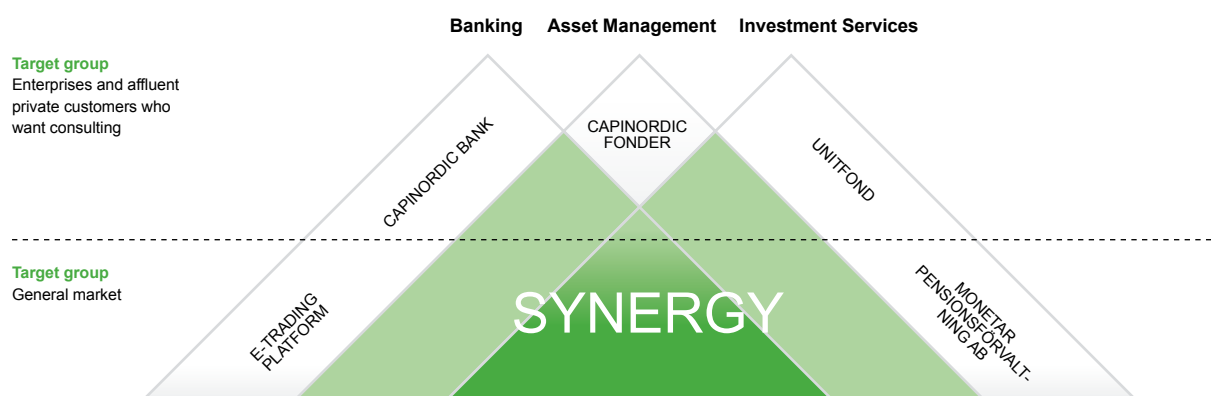 Banking Asset Management Investment Services
Target group
Enterprises and affluent
private customers who
want consulting
CAPINORDIC BANK
CAPINORDIC
FONDER
UNITFOND
Target group
General market
E-TRADING
PLATFORM
SYNERGY
MONETAR
PENSIONSFÖRVALT-
NING AB